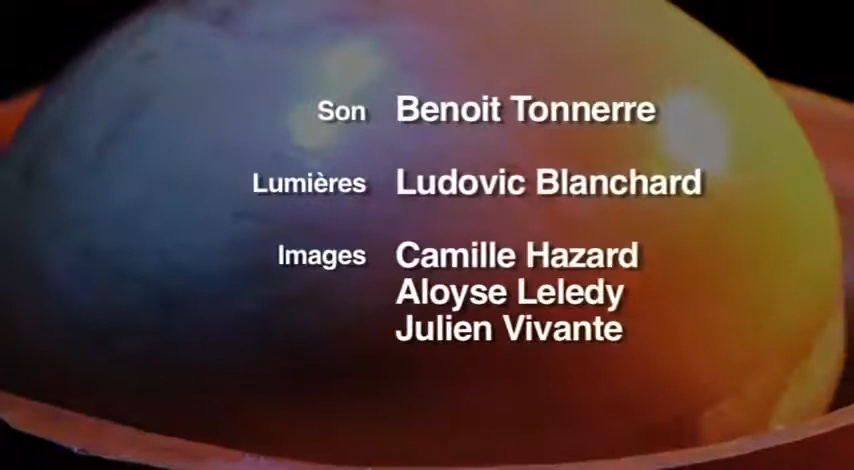 Son Benoit Tonnerre
Lumières Ludovic Blanchard
Images Camille Hazard
Aloyse Leledy
Julien Vivante